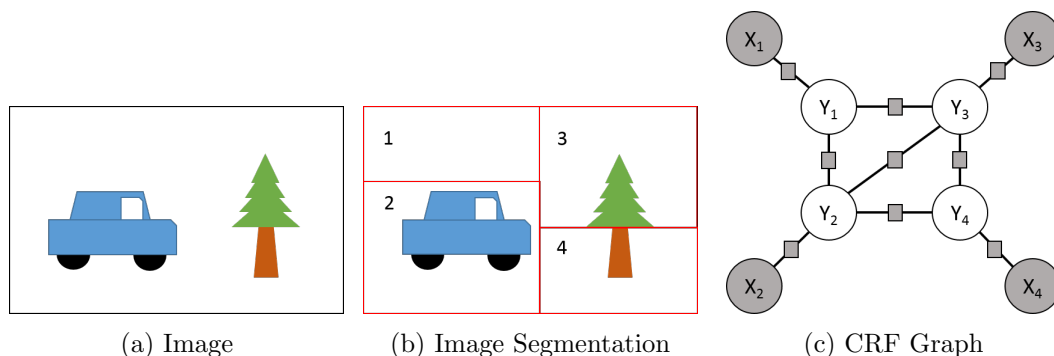 1
3
2
4
X₁
X₃
Y₁
Y₃
Y₂
Y₄
X₂
X₄
(a) Image
(b) Image Segmentation
(c) CRF Graph